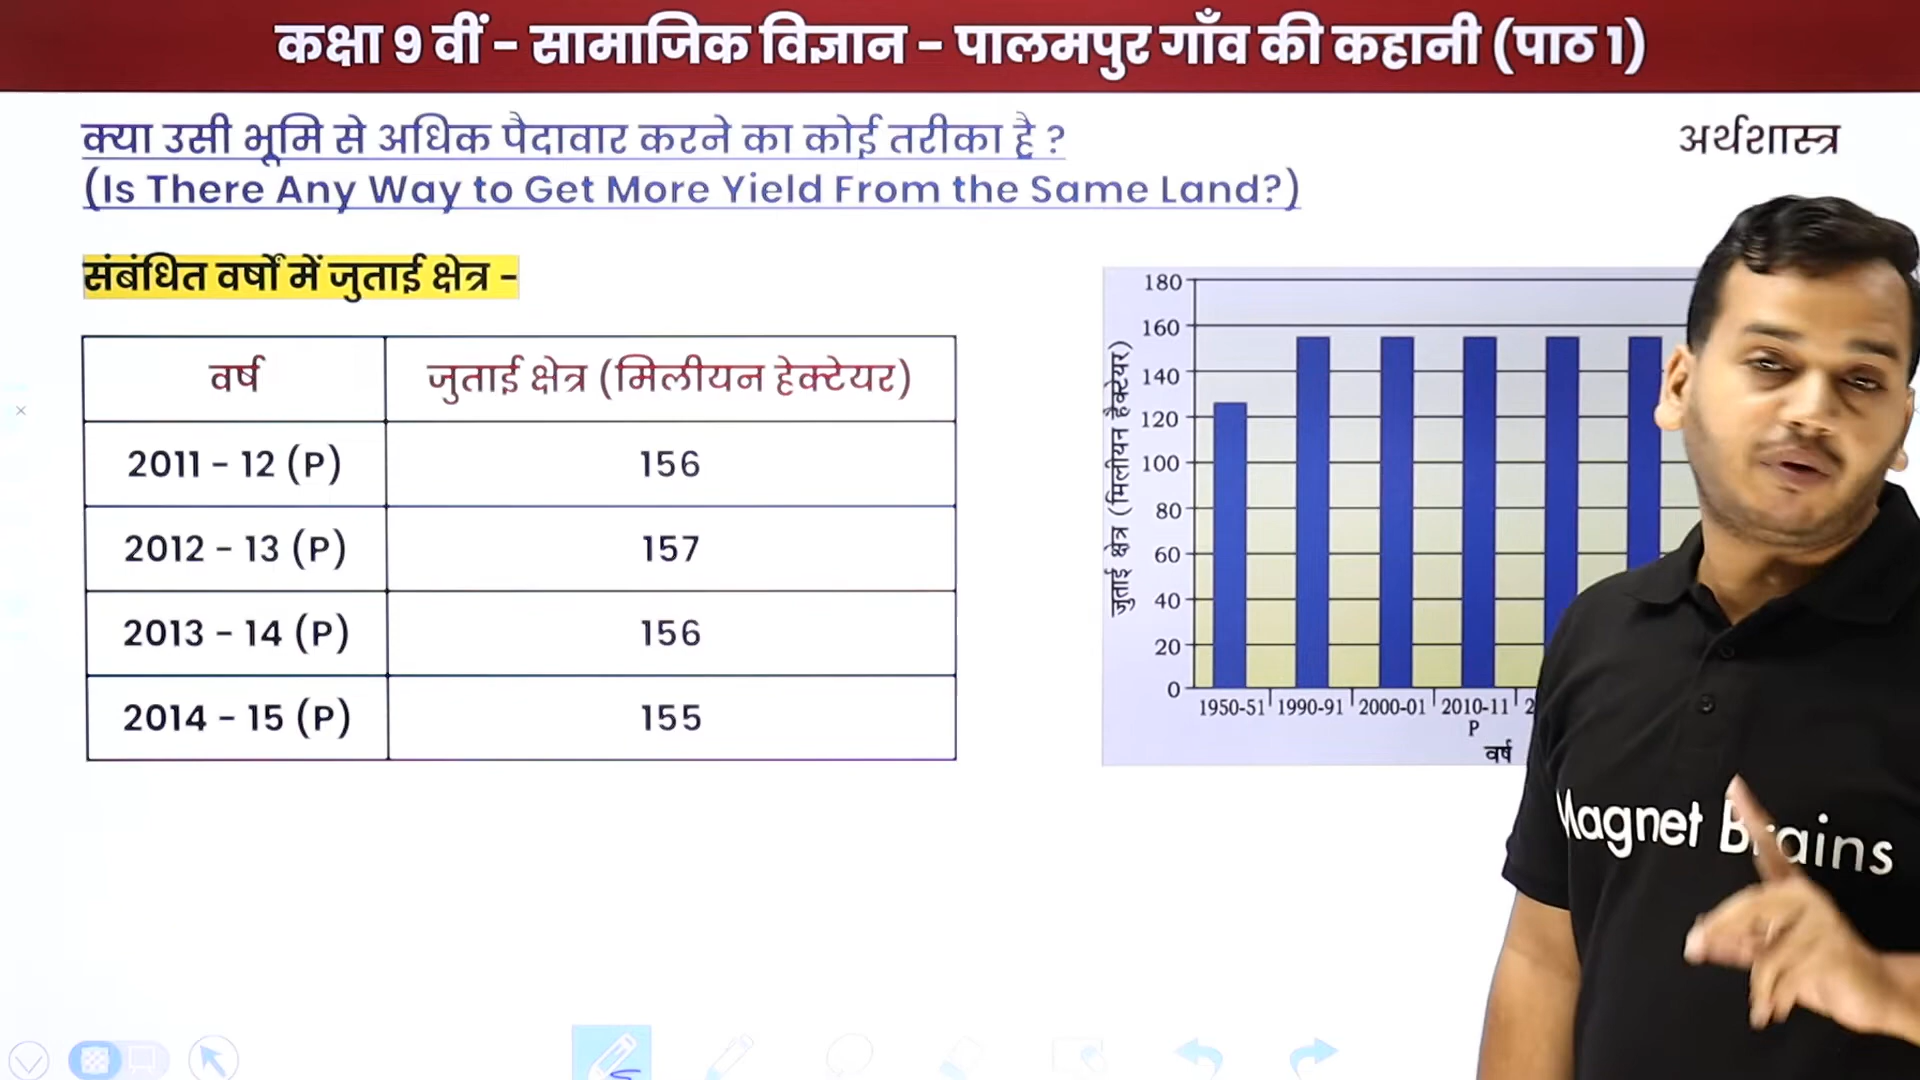 कक्षा 9 वीं - सामाजिक विज्ञान - पालमपुर गाँव की कहानी (पाठ 1)
क्या उसी भूमि से अधिक पैदावार करने का कोई तरीका है ?
(Is There Any Way to Get More Yield From the Same Land?)
अर्थशास्त्र
संबंधित वर्षों में जुताई क्षेत्र -
वर्ष जुताई क्षेत्र (मिलीयन हेक्टेयर)
2011 - 12 (P) 156
2012 - 13 (P) 157
2013 - 14 (P) 156
2014 - 15 (P) 155
जुताई क्षेत्र (मिलीयन हैक्टेयर)
180
160
140
120
100
80
60
40
20
0
1950-51 1990-91 2000-01 2010-11 2
P
वर्ष
Magnet Brains